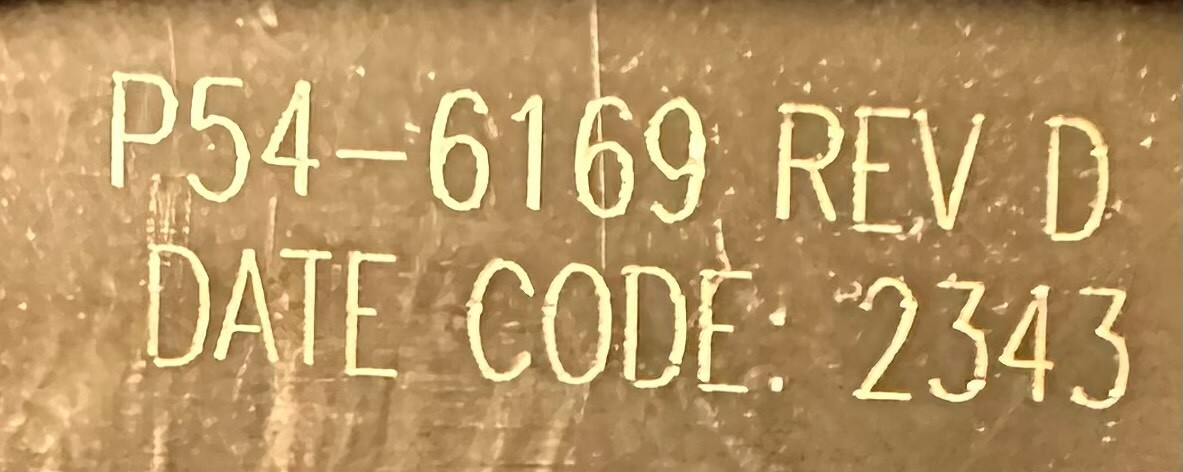 P54-6169 REV D
DATE CODE: 2343